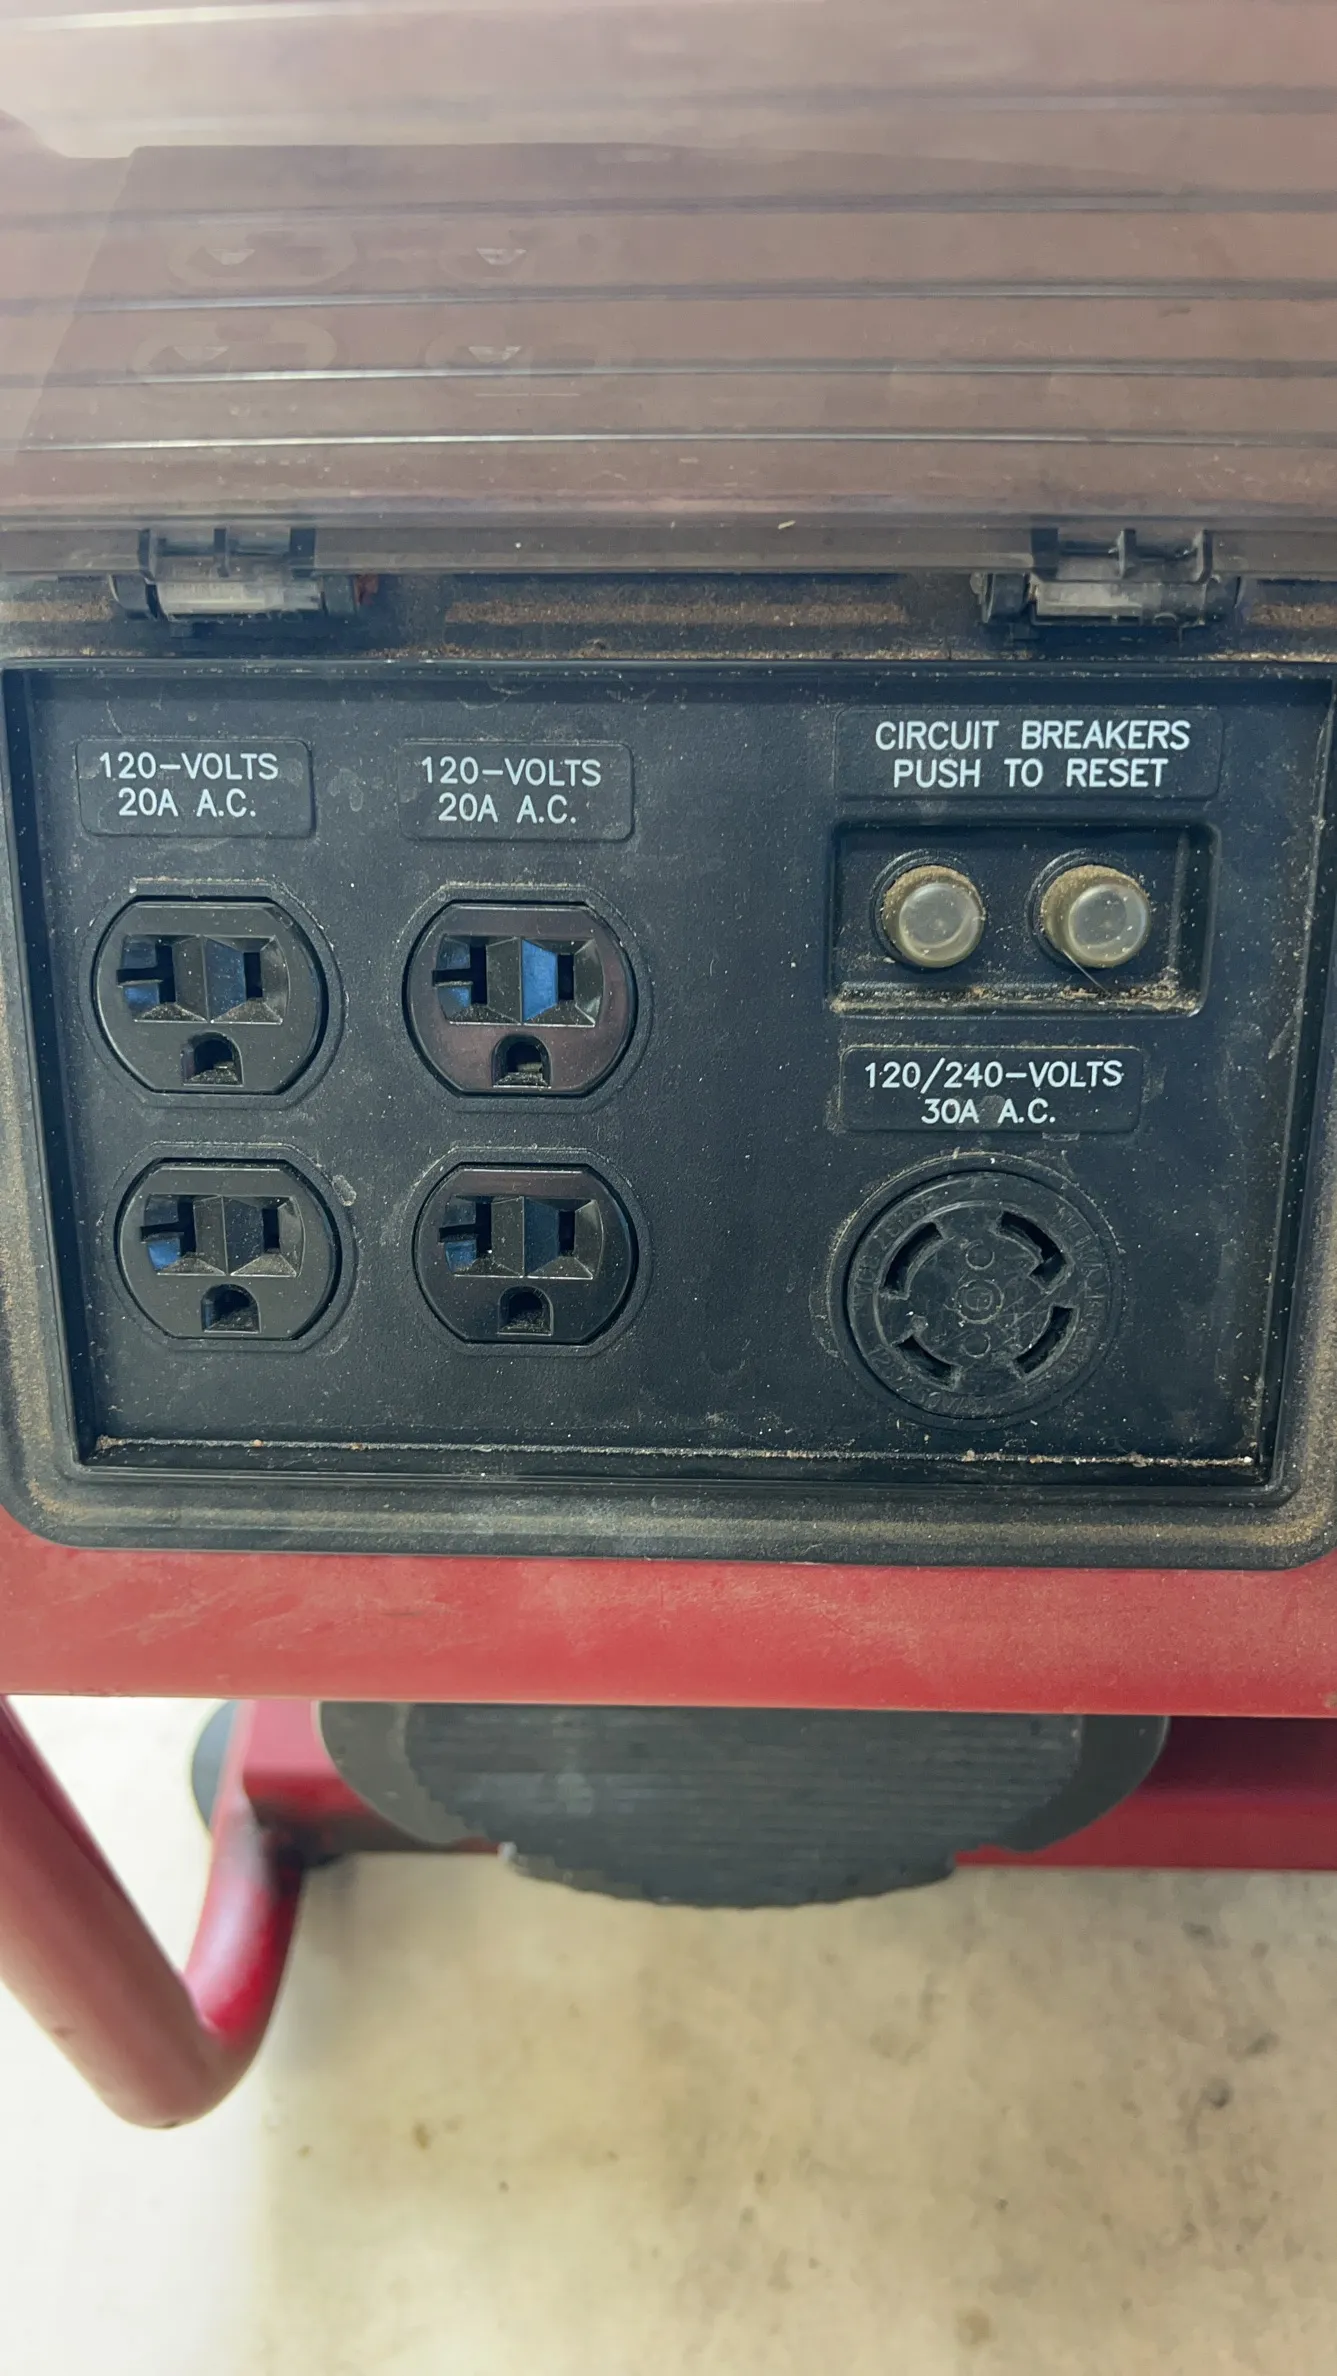 120-VOLTS
20A A.C.
120-VOLTS
20A A.C.
CIRCUIT BREAKERS
PUSH TO RESET
120/240-VOLTS
30A A.C.